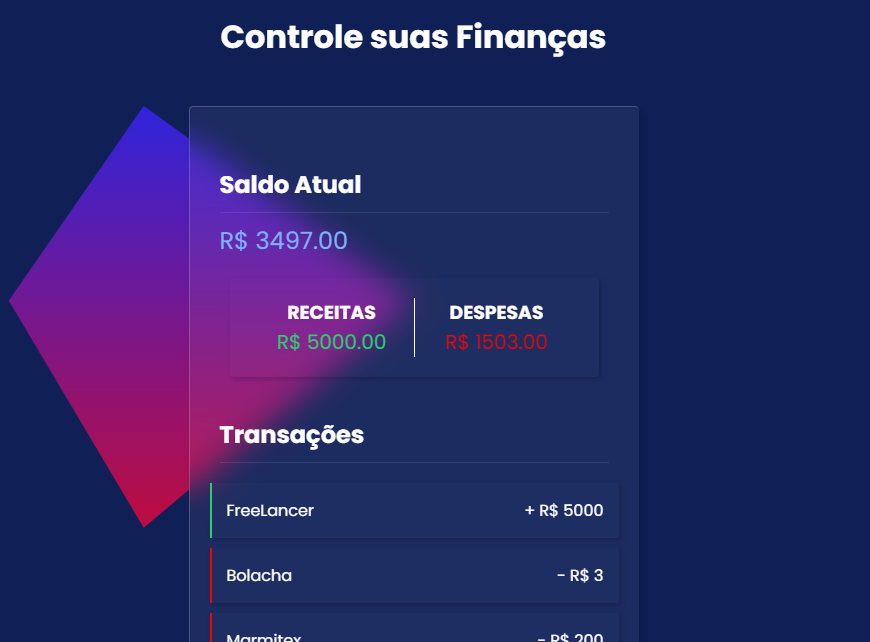 Controle suas Finanças
Saldo Atual
R$ 3497.00
RECEITAS DESPESAS
R$ 5000.00 R$ 1503.00
Transações
FreeLancer + R$ 5000
Bolacha - R$ 3
Marmitex - R$ 200